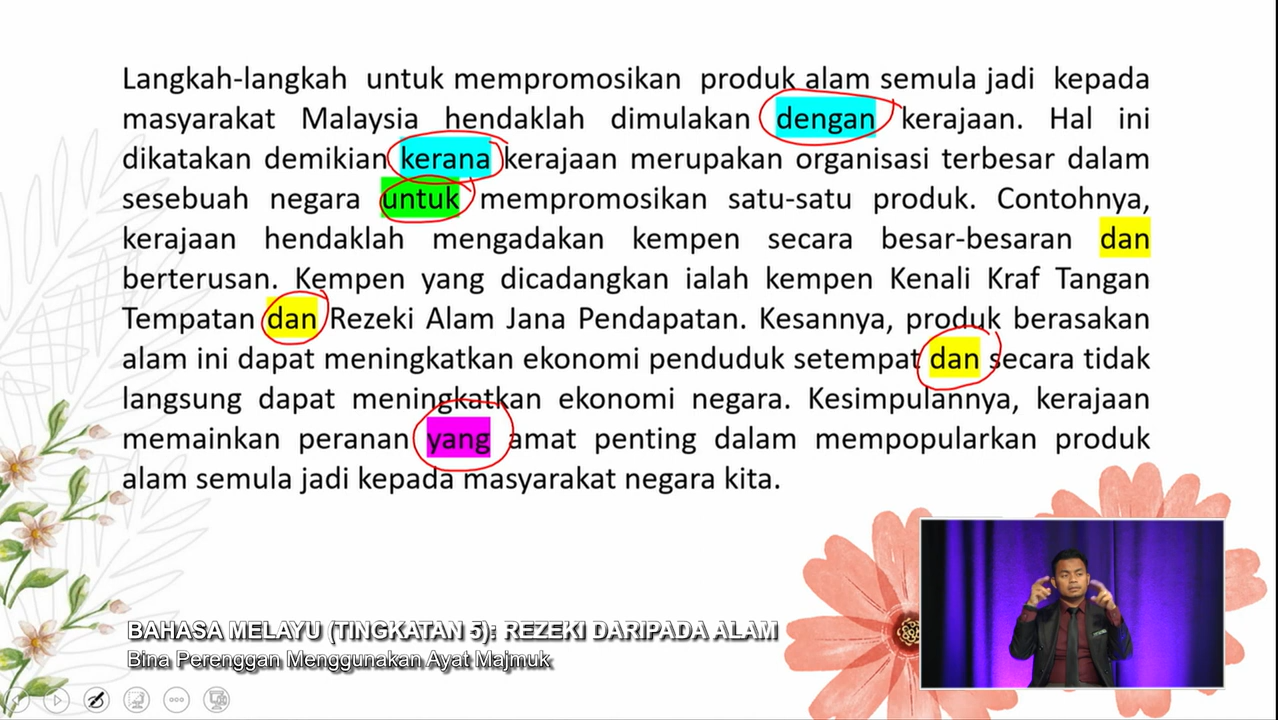 Langkah-langkah untuk mempromosikan produk alam semula jadi kepada
masyarakat Malaysia hendaklah dimulakan dengan kerajaan. Hal ini
dikatakan demikian kerana kerajaan merupakan organisasi terbesar dalam
sesebuah negara untuk mempromosikan satu-satu produk. Contohnya,
kerajaan hendaklah mengadakan kempen secara besar-besaran dan
berterusan. Kempen yang dicadangkan ialah kempen Kenali Kraf Tangan
Tempatan dan Rezeki Alam Jana Pendapatan. Kesannya, produk berasakan
alam ini dapat meningkatkan ekonomi penduduk setempat dan secara tidak
langsung dapat meningkatkan ekonomi negara. Kesimpulannya, kerajaan
memainkan peranan yang amat penting dalam mempopularkan produk
alam semula jadi kepada masyarakat negara kita.
BAHASA MELAYU (TINGKATAN 5): REZEKI DARIPADA ALAM
Bina Perenggan Menggunakan Ayat Majmuk